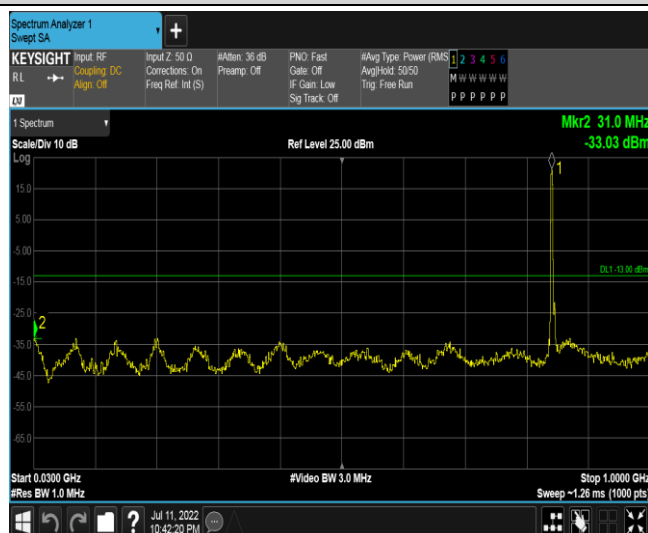 Spectrum Analyzer 1
Swept SA
+
KEYSIGHT
RL
LXI
Input: RF
Coupling: DC
Align: Off
Input Z: 50 Ω
Corrections: On
Freq Ref: Int (S)
#Atten: 36 dB
Preamp: Off
PNO: Fast
Gate: Off
IF Gain: Low
Sig Track: Off
#Avg Type: Power (RMS
Avg|Hold: 50/50
Trig: Free Run
1 2 3 4 5 6
M W W W W W
P P P P P P
1 Spectrum
Mkr2 31.0 MHz
-33.03 dBm
Scale/Div 10 dB
Ref Level 25.00 dBm
Log
1
15.0
5.00
-5.00
DL1 -13.00 dBm
-15.0
-25.0
2
-35.0
-45.0
-55.0
-65.0
Start 0.0300 GHz
#Video BW 3.0 MHz
Stop 1.0000 GHz
#Res BW 1.0 MHz
Sweep ~1.26 ms (1000 pts)
?
Jul 11, 2022
10:42:20 PM